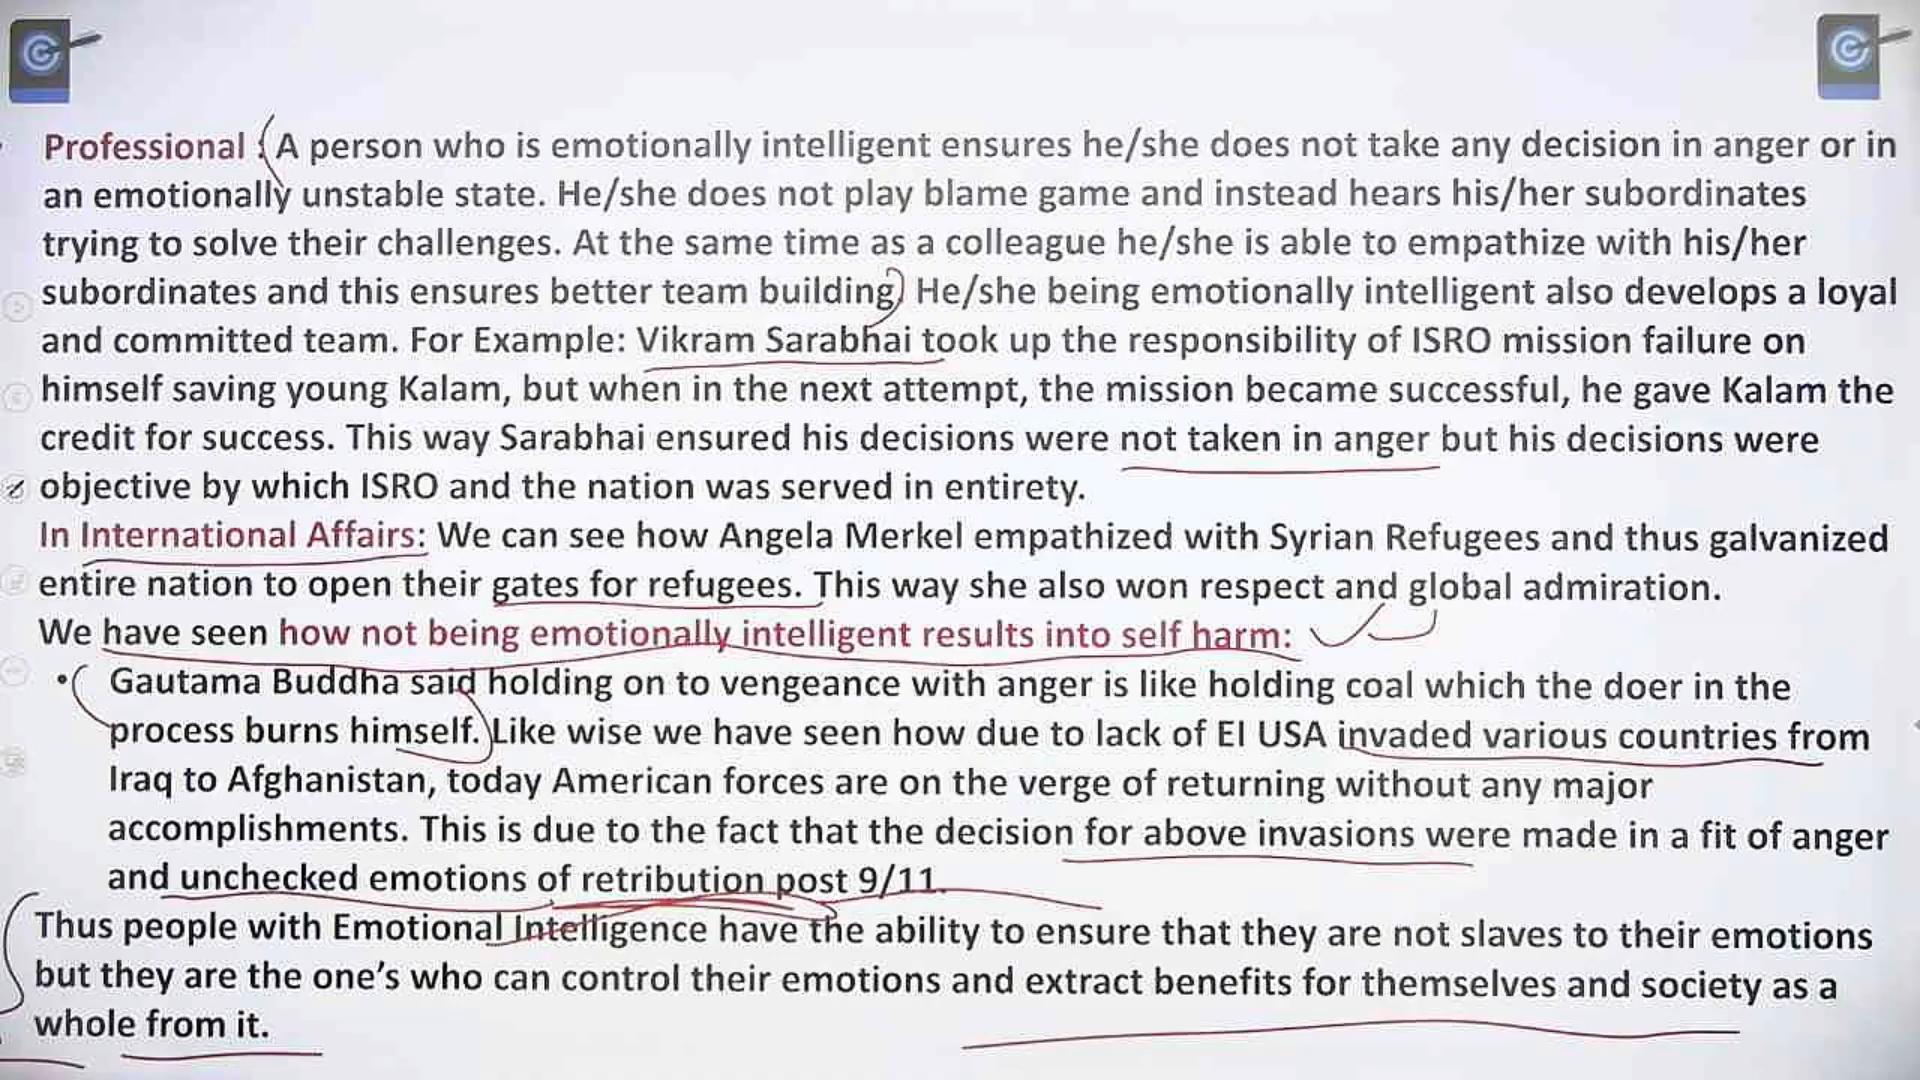 Professional : A person who is emotionally intelligent ensures he/she does not take any decision in anger or in
an emotionally unstable state. He/she does not play blame game and instead hears his/her subordinates
trying to solve their challenges. At the same time as a colleague he/she is able to empathize with his/her
subordinates and this ensures better team building. He/she being emotionally intelligent also develops a loyal
and committed team. For Example: Vikram Sarabhai took up the responsibility of ISRO mission failure on
himself saving young Kalam, but when in the next attempt, the mission became successful, he gave Kalam the
credit for success. This way Sarabhai ensured his decisions were not taken in anger but his decisions were
objective by which ISRO and the nation was served in entirety.
In International Affairs: We can see how Angela Merkel empathized with Syrian Refugees and thus galvanized
entire nation to open their gates for refugees. This way she also won respect and global admiration.
We have seen how not being emotionally intelligent results into self harm:
• Gautama Buddha said holding on to vengeance with anger is like holding coal which the doer in the
process burns himself. Like wise we have seen how due to lack of EI USA invaded various countries from
Iraq to Afghanistan, today American forces are on the verge of returning without any major
accomplishments. This is due to the fact that the decision for above invasions were made in a fit of anger
and unchecked emotions of retribution post 9/11.
Thus people with Emotional Intelligence have the ability to ensure that they are not slaves to their emotions
but they are the one's who can control their emotions and extract benefits for themselves and society as a
whole from it.